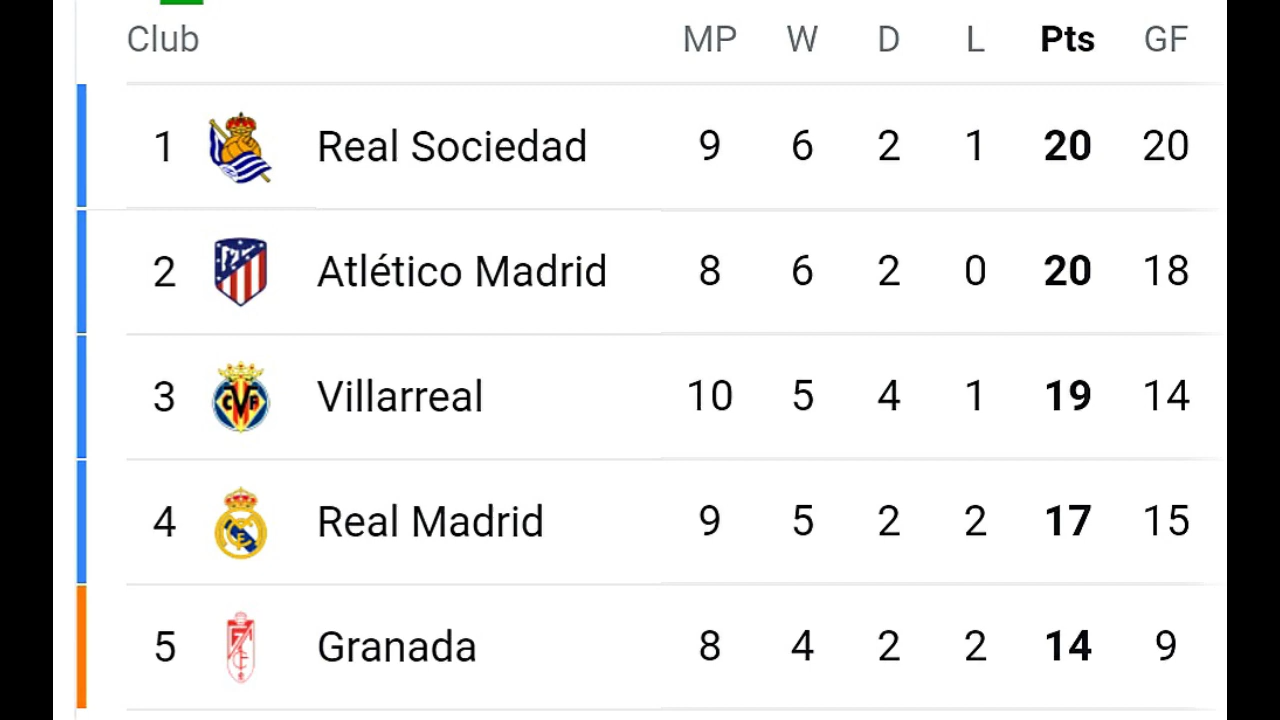 Club MP W D L Pts GF
1 Real Sociedad 9 6 2 1 20 20
2 Atlético Madrid 8 6 2 0 20 18
3 Villarreal 10 5 4 1 19 14
4 Real Madrid 9 5 2 2 17 15
5 Granada 8 4 2 2 14 9